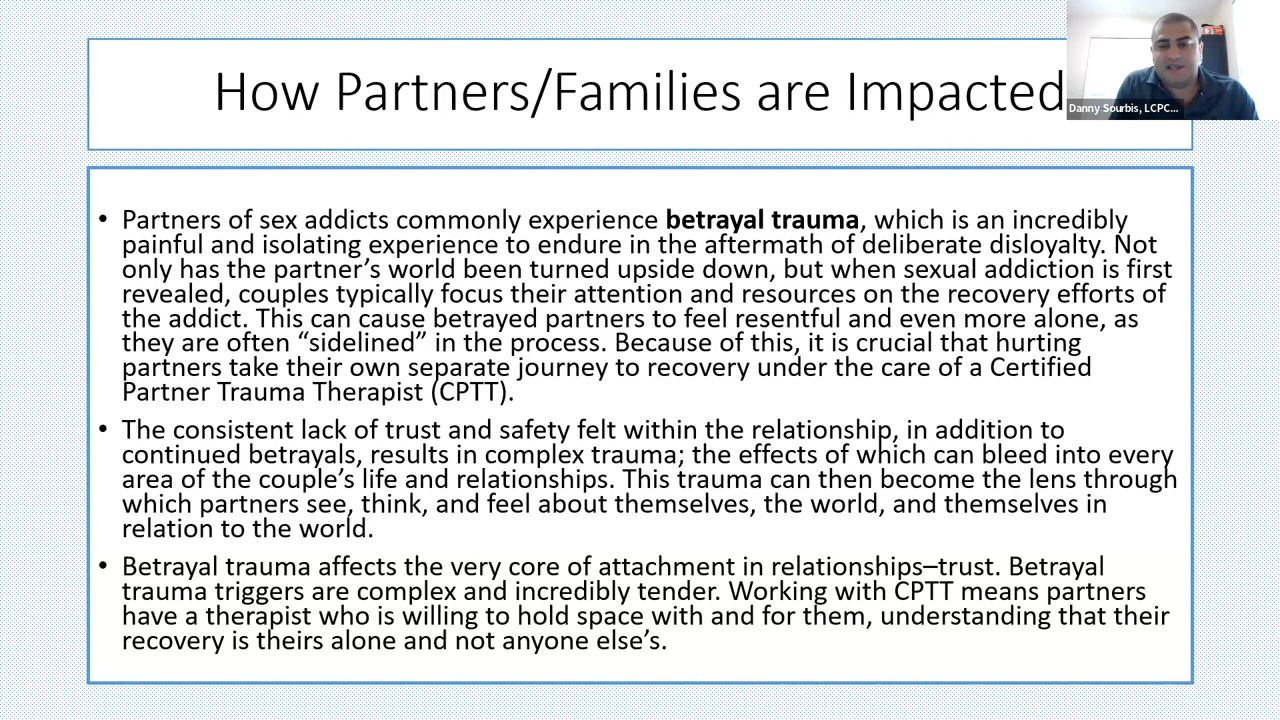 How Partners/Families are Impacted
Danny Sourbis, LCPC...
• Partners of sex addicts commonly experience betrayal trauma, which is an incredibly
painful and isolating experience to endure in the aftermath of deliberate disloyalty. Not
only has the partner’s world been turned upside down, but when sexual addiction is first
revealed, couples typically focus their attention and resources on the recovery efforts of
the addict. This can cause betrayed partners to feel resentful and even more alone, as
they are often “sidelined” in the process. Because of this, it is crucial that hurting
partners take their own separate journey to recovery under the care of a Certified
Partner Trauma Therapist (CPTT).
• The consistent lack of trust and safety felt within the relationship, in addition to
continued betrayals, results in complex trauma; the effects of which can bleed into every
area of the couple’s life and relationships. This trauma can then become the lens through
which partners see, think, and feel about themselves, the world, and themselves in
relation to the world.
• Betrayal trauma affects the very core of attachment in relationships–trust. Betrayal
trauma triggers are complex and incredibly tender. Working with CPTT means partners
have a therapist who is willing to hold space with and for them, understanding that their
recovery is theirs alone and not anyone else’s.